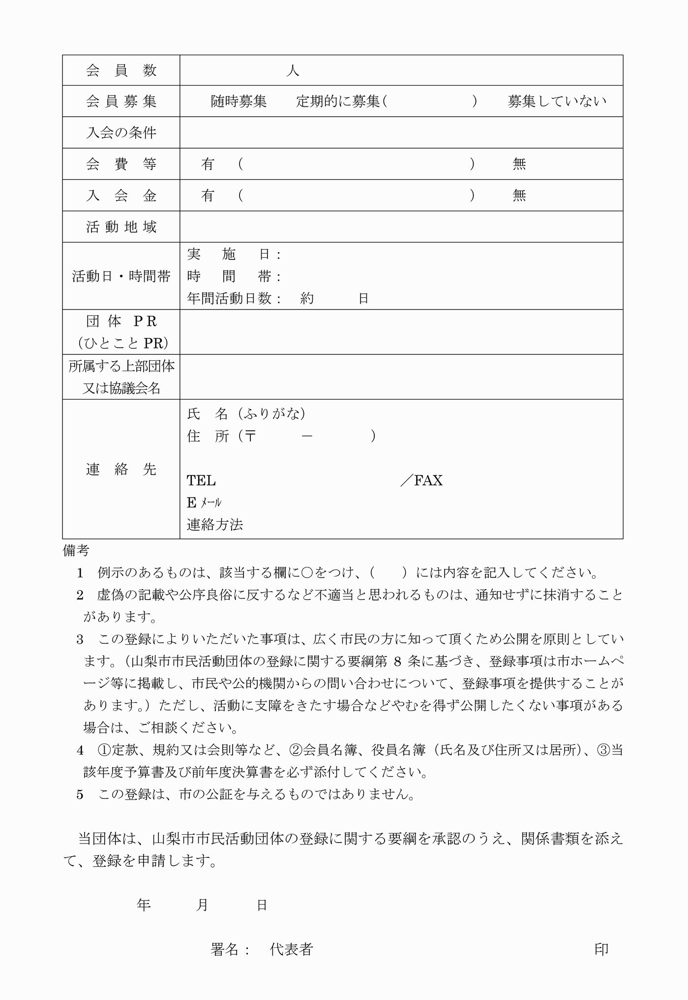 会　員　数　　人
会員募集　　随時募集　　定期的に募集(　　　　　　)　　募集していない
入会の条件
会　費　等　　有　（　　　　　　　　　　　　　　　　）　　無
入　会　金　　有　（　　　　　　　　　　　　　　　　）　　無
活動地域
活動日・時間帯
実　施　日：
時　間　帯：
年間活動日数：　約　　　日
団　体　PR
（ひとことPR）
所属する上部団体
又は協議会名
連　絡　先
氏　名（ふりがな）
住　所（〒　　　－　　　　）
TEL　　　　　　　　　　　　　／FAX
Eﾒｰﾙ
連絡方法
備考
1　例示のあるものは、該当する欄に○をつけ、（　　）には内容を記入してください。
2　虚偽の記載や公序良俗に反するなど不適当と思われるものは、通知せずに抹消すること
があります。
3　この登録によりいただいた事項は、広く市民の方に知って頂くため公開を原則としてい
ます。（山梨市市民活動団体の登録に関する要綱第 8 条に基づき、登録事項は市ホームペ
ージ等に掲載し、市民や公的機関からの問い合わせについて、登録事項を提供することが
あります。）ただし、活動に支障をきたす場合などやむを得ず公開したくない事項がある
場合は、ご相談ください。
4　①定款、規約又は会則等など、②会員名簿、役員名簿（氏名及び住所又は居所）、③当
該年度予算書及び前年度決算書を必ず添付してください。
5　この登録は、市の公証を与えるものではありません。
当団体は、山梨市市民活動団体の登録に関する要綱を承認のうえ、関係書類を添え
て、登録を申請します。
年　　　月　　　日
署名：　代表者　　　　　　　　　　　　　　　　　　　印